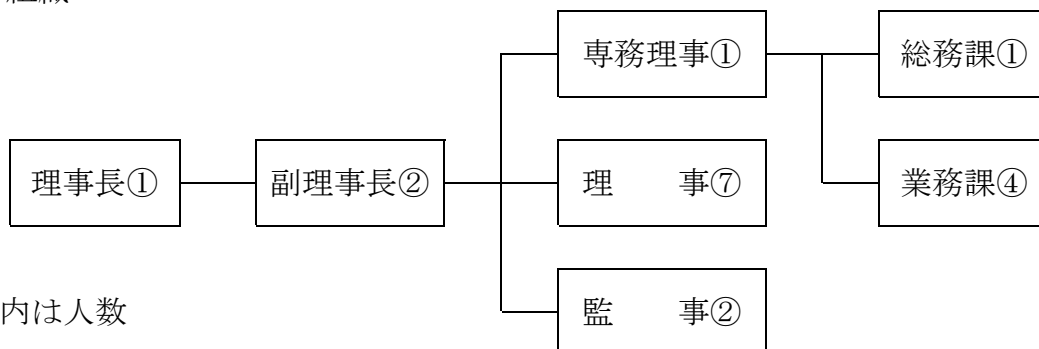 組織
専務理事①
総務課①
理事長①
副理事長②
理　　事⑦
業務課④
内は人数
監　　事②